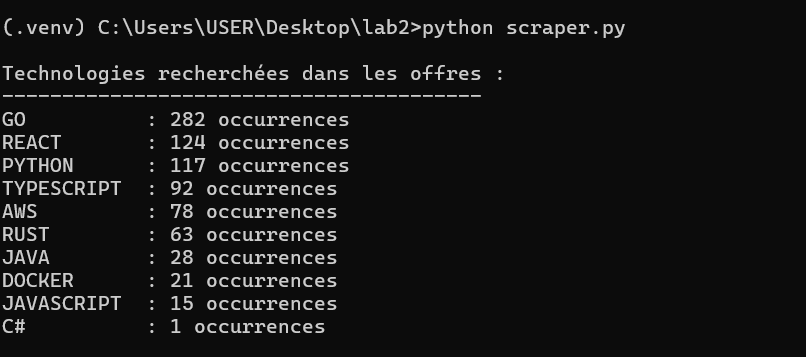 (.venv) C:\Users\USER\Desktop\lab2>python scraper.py
Technologies recherchées dans les offres :
----------------------------------------
GO          : 282 occurrences
REACT       : 124 occurrences
PYTHON      : 117 occurrences
TYPESCRIPT  : 92 occurrences
AWS         : 78 occurrences
RUST        : 63 occurrences
JAVA        : 28 occurrences
DOCKER      : 21 occurrences
JAVASCRIPT  : 15 occurrences
C#          : 1 occurrences